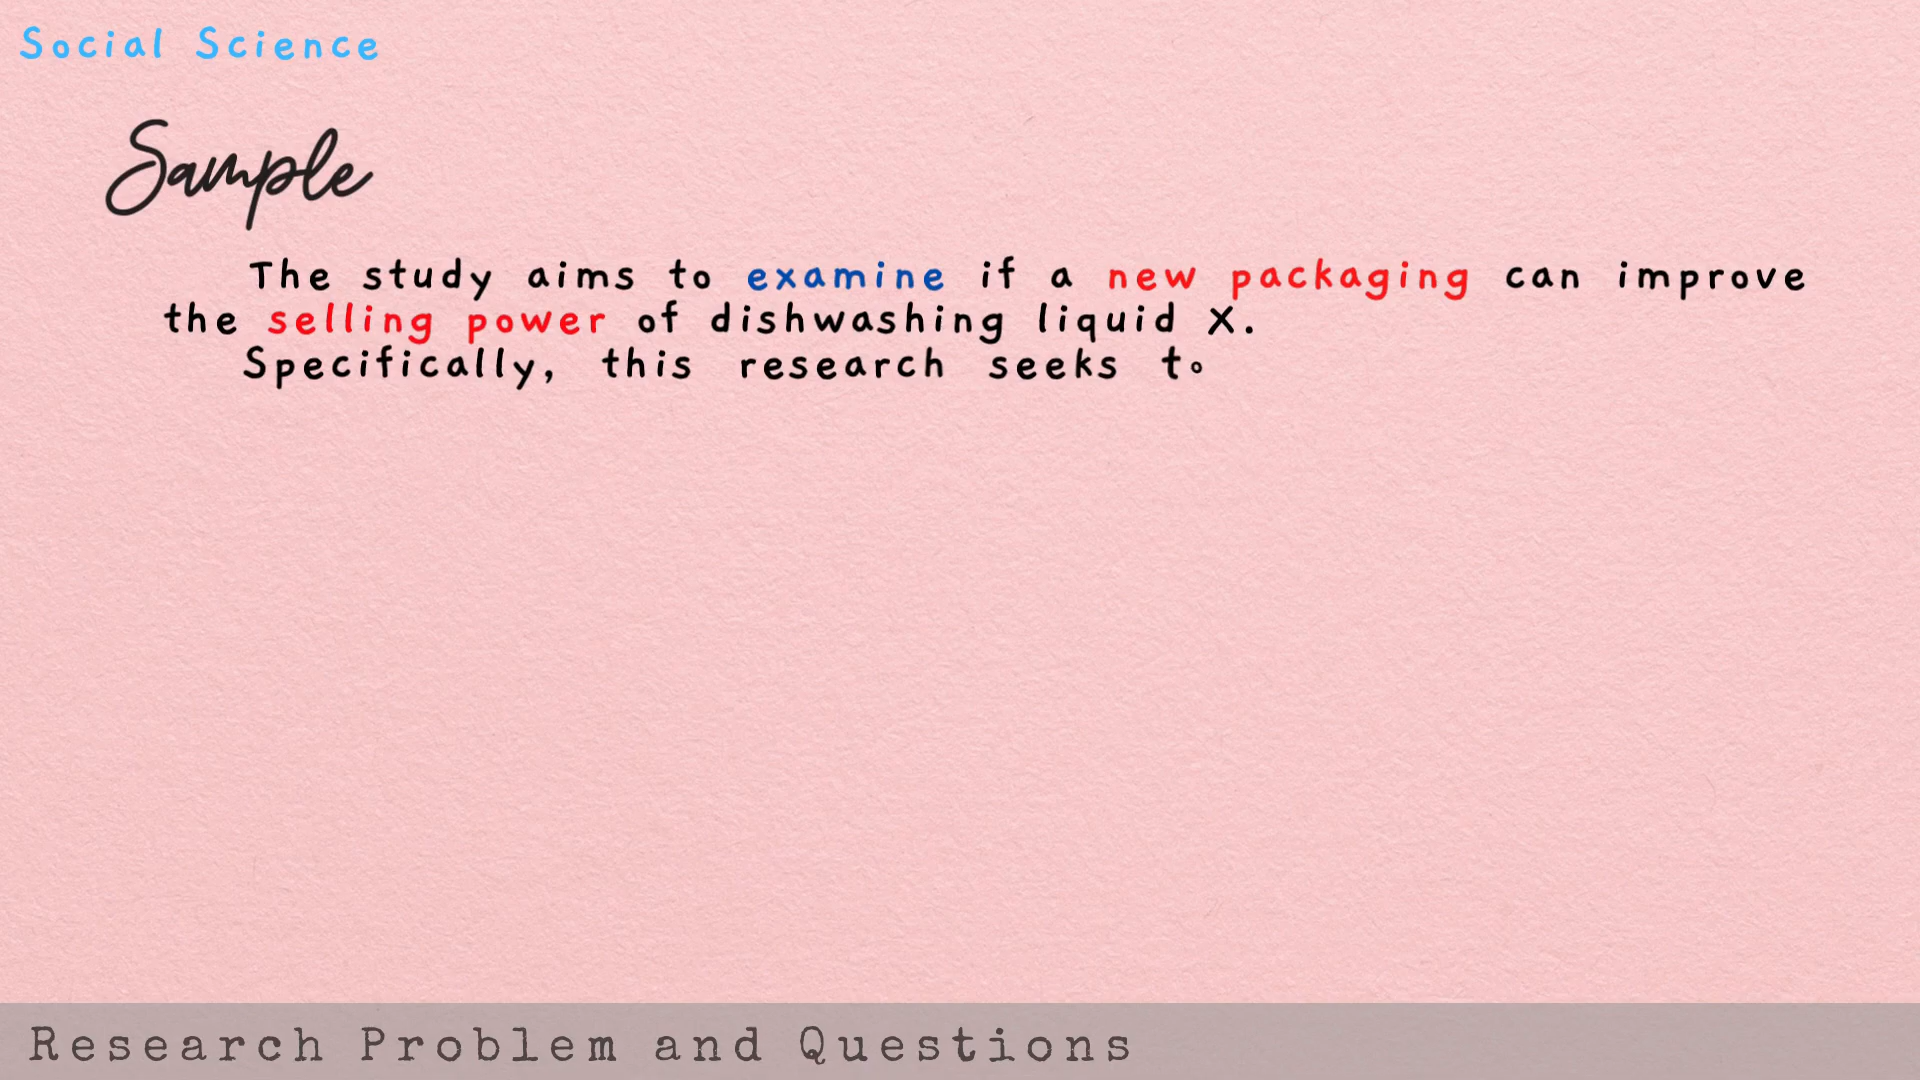 Social Science
Sample
The study aims to examine if a new packaging can improve
the selling power of dishwashing liquid X.
Specifically, this research seeks to
Research Problem and Questions